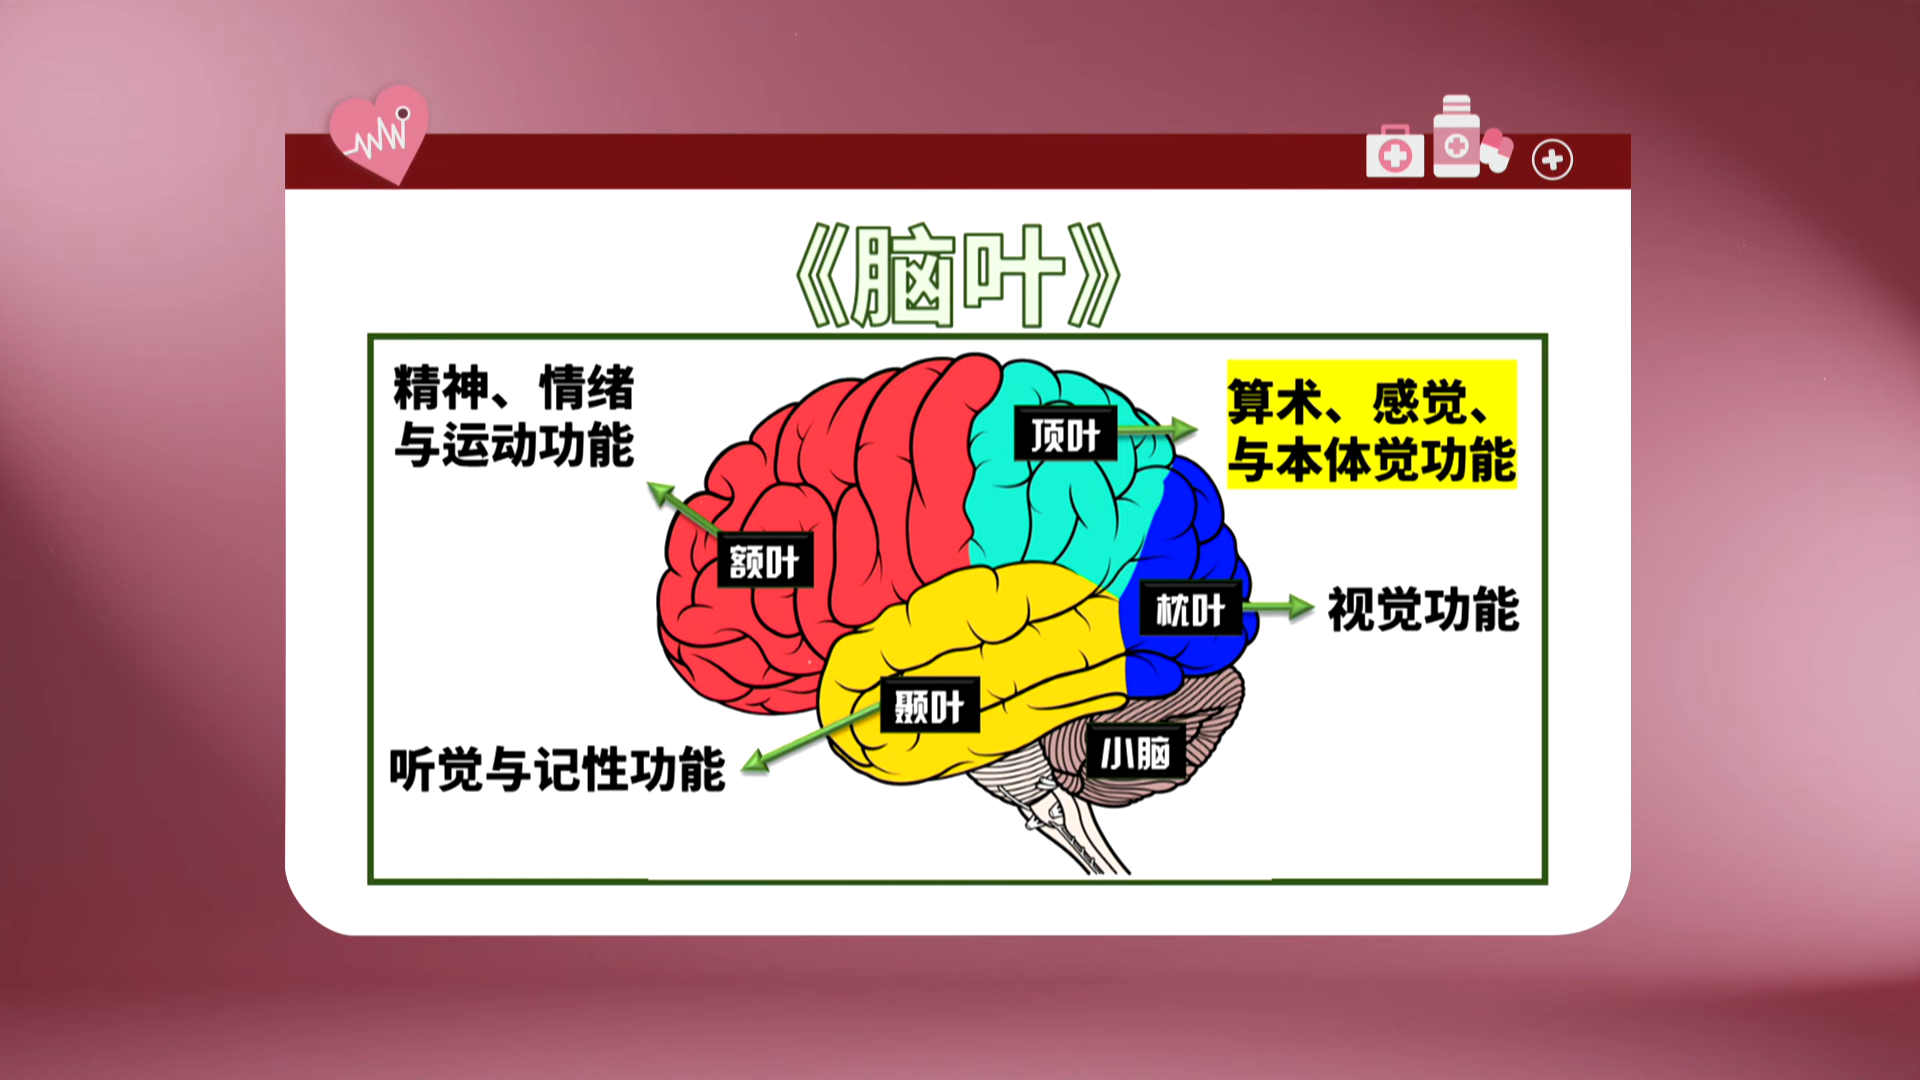 《脑叶》
精神、情绪
与运动功能
算术、感觉、
与本体觉功能
顶叶
额叶
枕叶
视觉功能
颞叶
听觉与记性功能
小脑